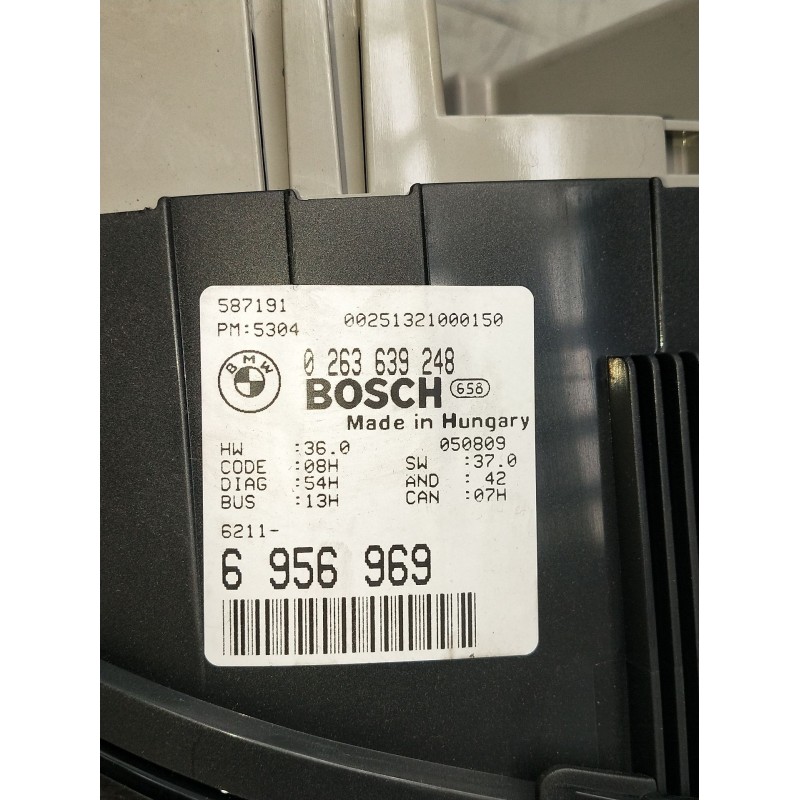 587191
PM:5304 00251321000150
BMW 0 263 639 248
BOSCH 658
Made in Hungary
HW :36.0 050809
CODE :08H SW :37.0
DIAG :54H AND : 42
BUS :13H CAN :07H
6211-
6 956 969